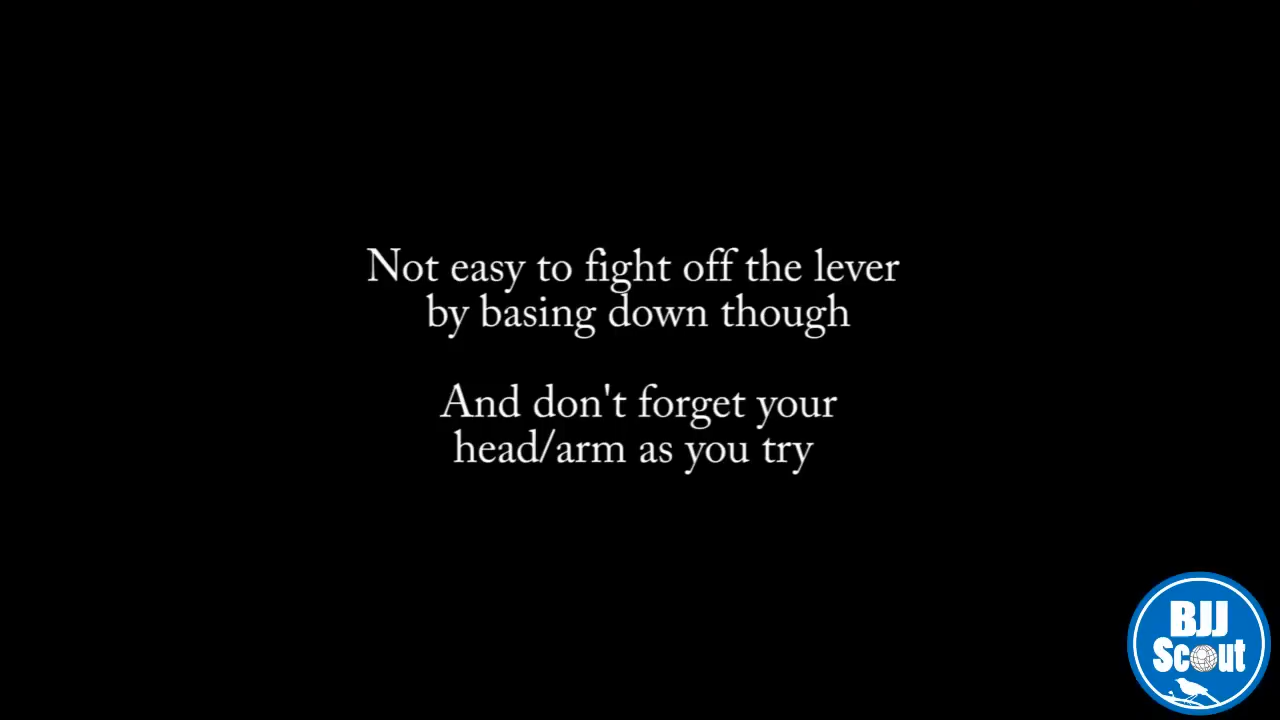 Not easy to fight off the lever
by basing down though
And don't forget your
head/arm as you try
BJJ
Scout